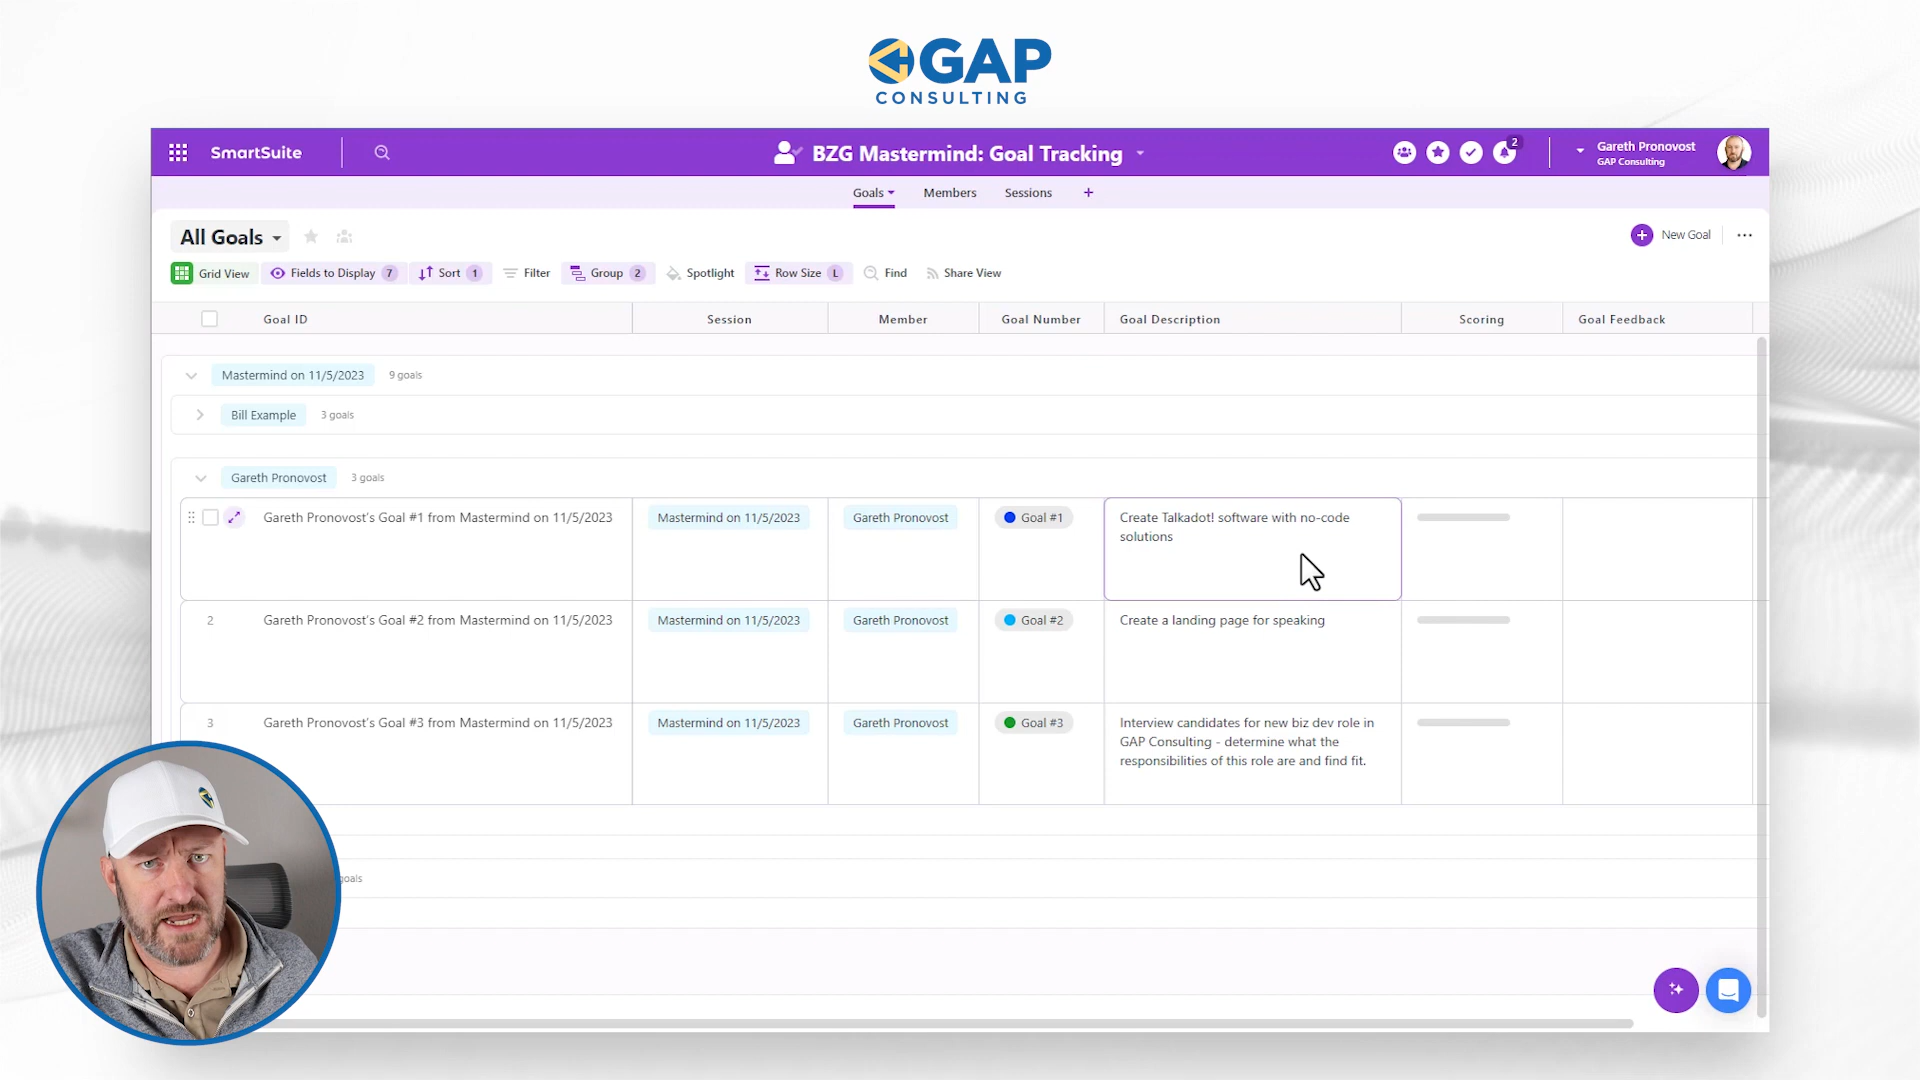 GAP
CONSULTING
SmartSuite
BZG Mastermind: Goal Tracking
2
Gareth Pronovost
GAP Consulting
Goals
Members
Sessions
All Goals
New Goal
Grid View
Fields to Display 7
Sort 1
Filter
Group 2
Spotlight
Row Size L
Find
Share View
Goal ID
Session
Member
Goal Number
Goal Description
Scoring
Goal Feedback
Mastermind on 11/5/2023 9 goals
Bill Example 3 goals
Gareth Pronovost 3 goals
Gareth Pronovost's Goal #1 from Mastermind on 11/5/2023
Mastermind on 11/5/2023
Gareth Pronovost
Goal #1
Create Talkadot! software with no-code
solutions
2
Gareth Pronovost's Goal #2 from Mastermind on 11/5/2023
Mastermind on 11/5/2023
Gareth Pronovost
Goal #2
Create a landing page for speaking
3
Gareth Pronovost's Goal #3 from Mastermind on 11/5/2023
Mastermind on 11/5/2023
Gareth Pronovost
Goal #3
Interview candidates for new biz dev role in
GAP Consulting - determine what the
responsibilities of this role are and find fit.
goals